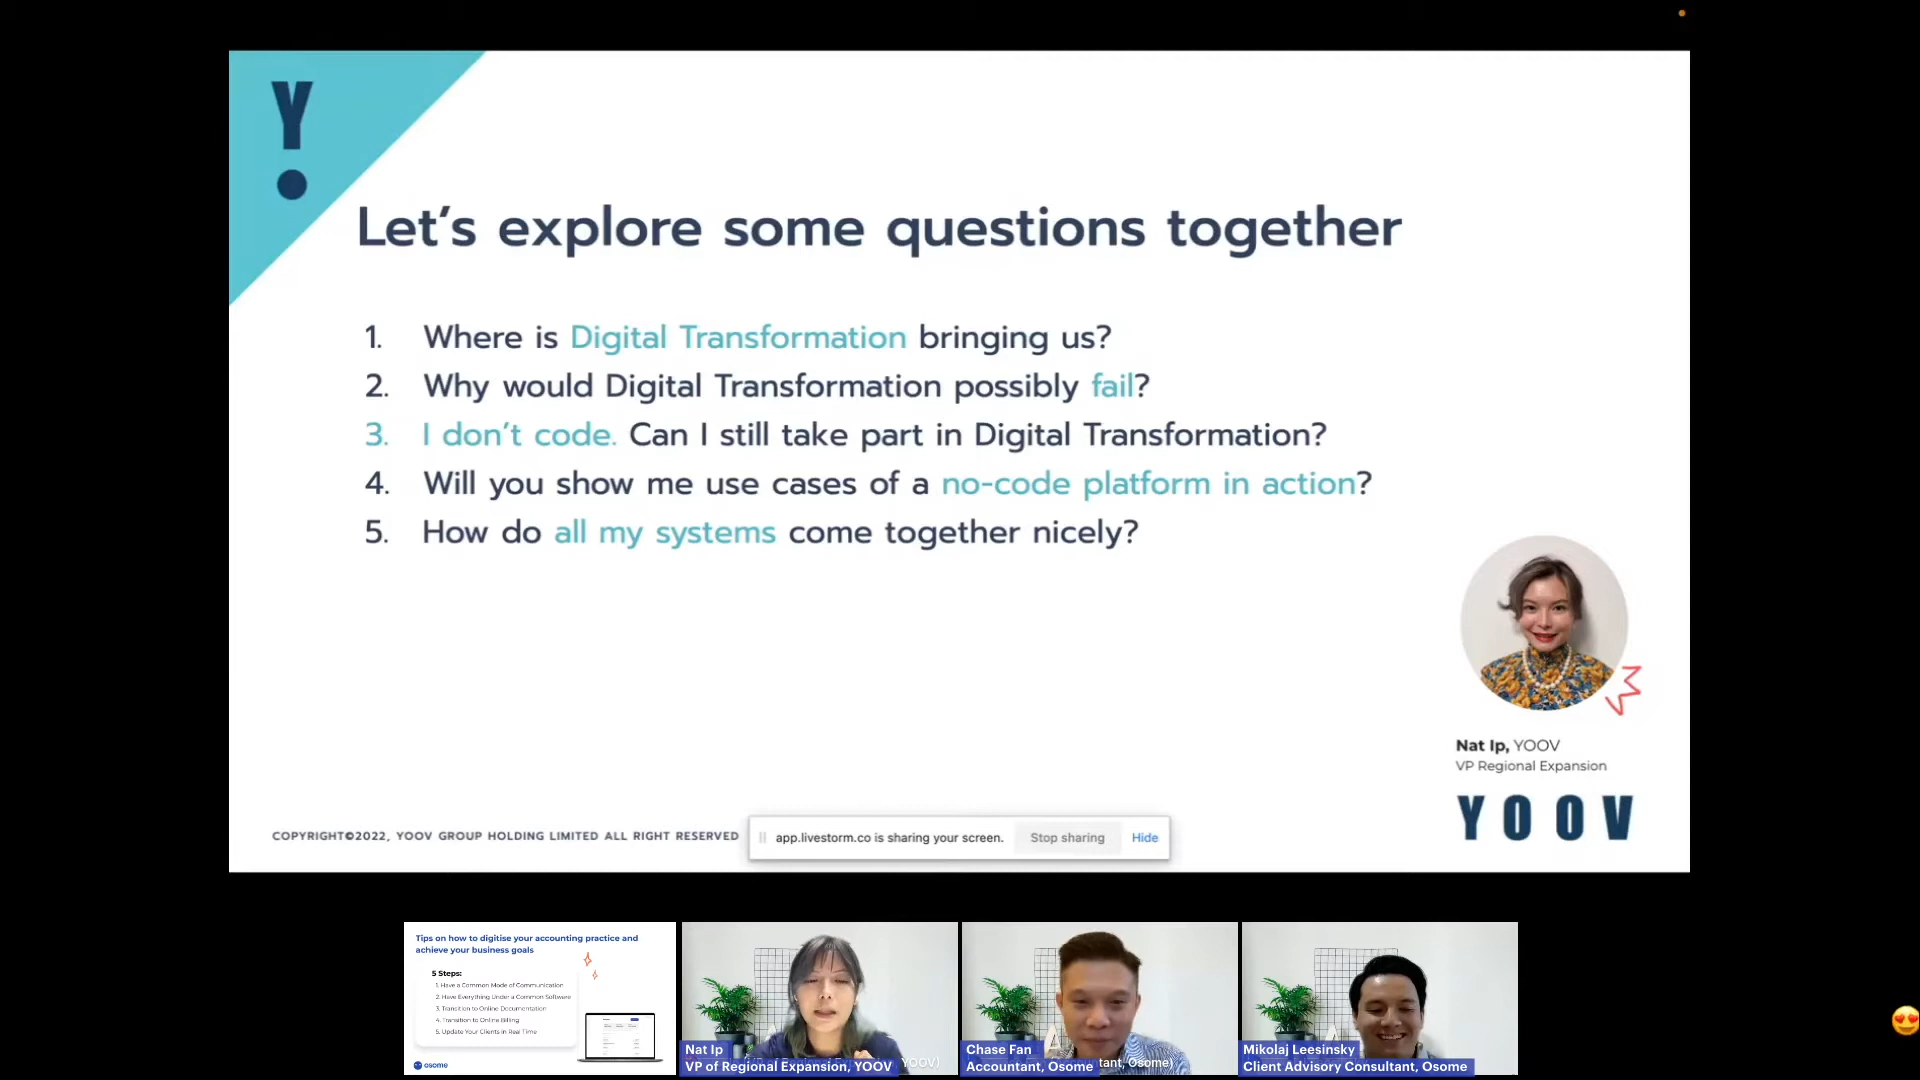 Y
Let's explore some questions together
1. Where is Digital Transformation bringing us?
2. Why would Digital Transformation possibly fail?
3. I don't code. Can I still take part in Digital Transformation?
4. Will you show me use cases of a no-code platform in action?
5. How do all my systems come together nicely?
Nat Ip, YOOV
VP Regional Expansion
YOOV
COPYRIGHT©2022, YOOV GROUP HOLDING LIMITED ALL RIGHT RESERVED
app.livestorm.co is sharing your screen. Stop sharing Hide
Tips on how to digitise your accounting practice and
achieve your business goals
5 Steps:
1. Have a Common Mode of Communication
2. Have Everything Under a Common Software
3. Transition to Online Documentation
4. Transition to Online Billing
5. Update Your Clients in Real Time
osome
Nat Ip
VP of Regional Expansion, YOOV
YOOV)
Chase Fan
Accountant, Osome
tant, Osome)
Mikolaj Leesinsky
Client Advisory Consultant, Osome